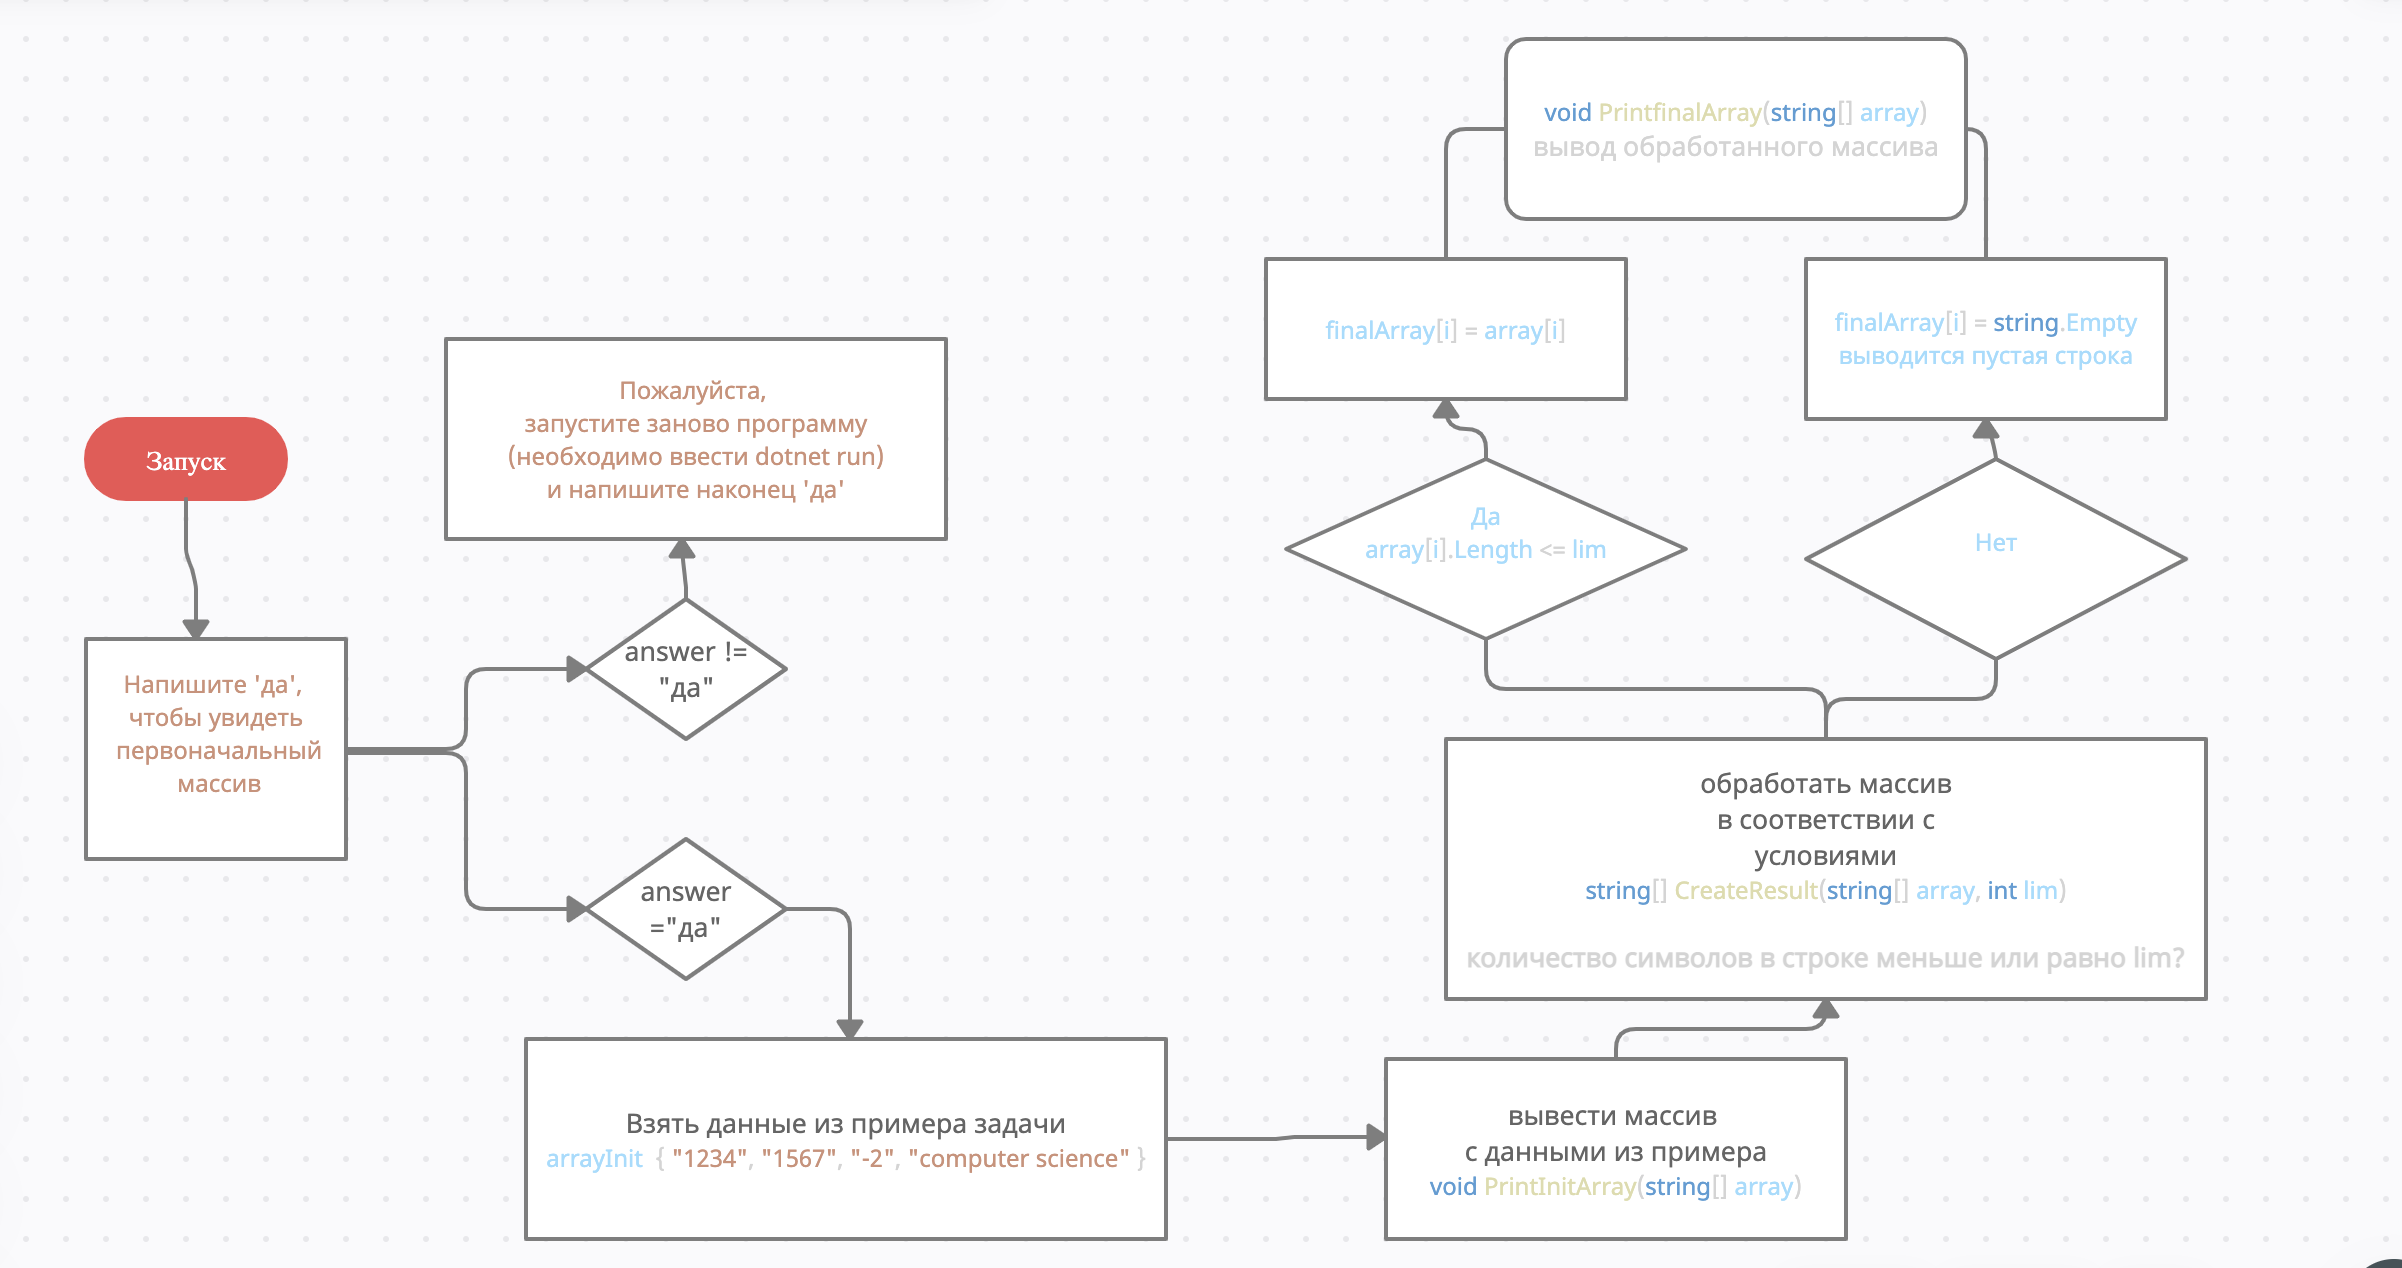 Запуск
Напишите 'да',
чтобы увидеть
первоначальный
массив
Пожалуйста,
запустите заново программу
(необходимо ввести dotnet run)
и напишите наконец 'да'
answer !=
"да"
answer
="да"
Взять данные из примера задачи
arrayInit { "1234", "1567", "-2", "computer science" }
вывести массив
с данными из примера
void PrintInitArray(string[] array)
обработать массив
в соответствии с
условиями
string[] CreateResult(string[] array, int lim)
количество символов в строке меньше или равно lim?
Да
array[i].Length <= lim
Нет
finalArray[i] = array[i]
finalArray[i] = string.Empty
выводится пустая строка
void PrintfinalArray(string[] array)
вывод обработанного массива